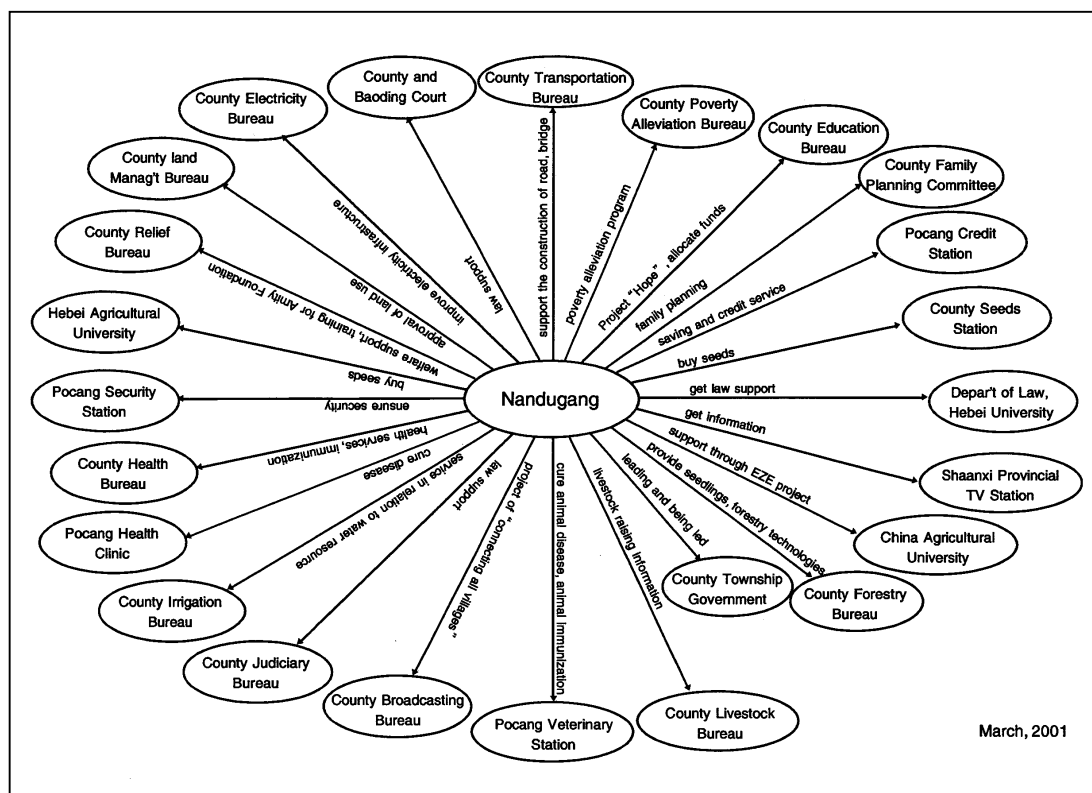 County Transportation
Bureau
support the construction of road, bridge
County Poverty
Alleviation Bureau
poverty alleviation program
County Education
Bureau
Project "Hope", allocate funds
County Family
Planning Committee
family planning
Pocang Credit
Station
saving and credit service
County Seeds
Station
buy seeds
Depar't of Law,
Hebei University
get law support
Shaanxi Provincial
TV Station
get information
China Agricultural
University
support through EZE project
County Forestry
Bureau
provide seedlings, forestry technologies
County Township
Government
leading and being led
County Livestock
Bureau
livestock raising information
Pocang Veterinary
Station
cure animal disease, animal immunization
County Broadcasting
Bureau
project of "connecting all villages"
County Judiciary
Bureau
law support
County Irrigation
Bureau
service in relation to water resource
Pocang Health
Clinic
cure disease
County Health
Bureau
health services, immunization
Pocang Security
Station
ensure security
Hebei Agricultural
University
buy seeds
County Relief
Bureau
welfare support, training for Amity Foundation
County land
Manag't Bureau
approval of land use
County Electricity
Bureau
improve electricity infrastructure
County and
Baoding Court
law support
Nandugang
March, 2001